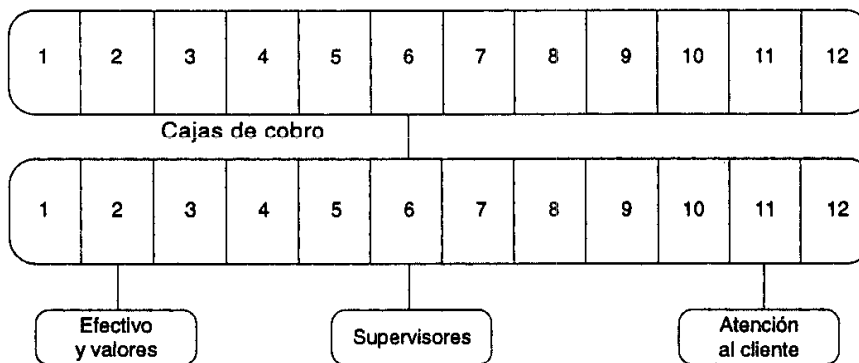 1 2 3 4 5 6 7 8 9 10 11 12
Cajas de cobro
1 2 3 4 5 6 7 8 9 10 11 12
Efectivo
y valores
Supervisores
Atención
al cliente